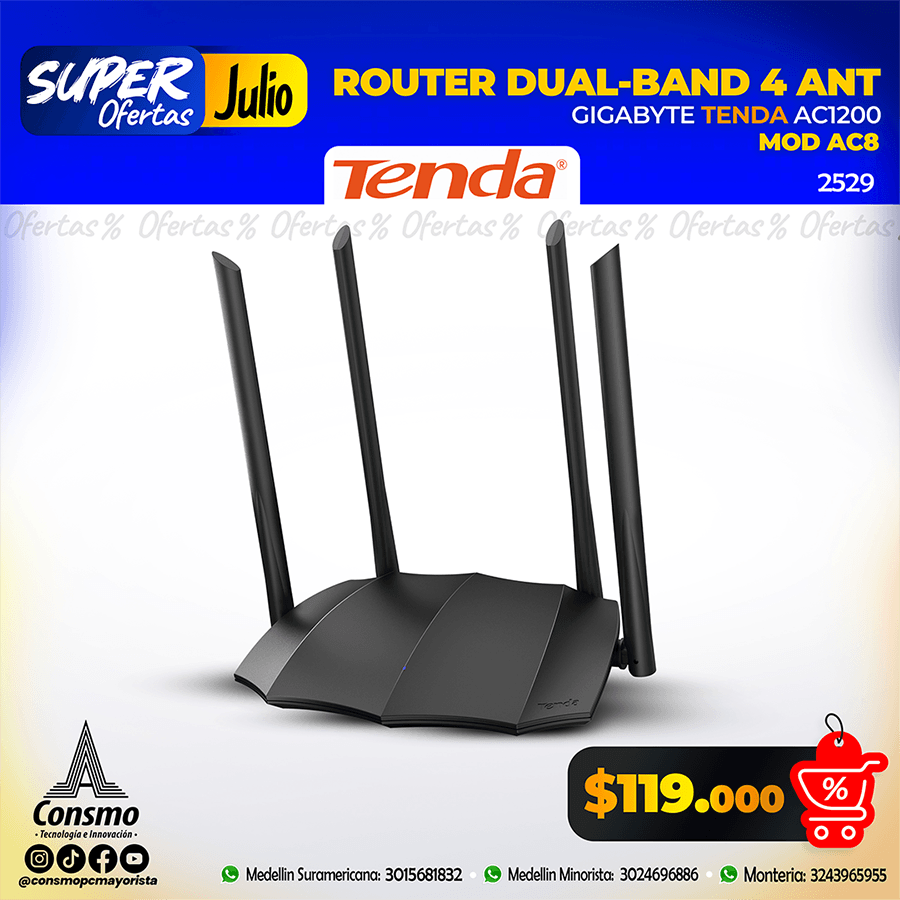 SUPER
Ofertas
Julio
ROUTER DUAL-BAND 4 ANT
GIGABYTE TENDA AC1200
MOD AC8
2529
Tenda®
Ofertas % Ofertas % Ofertas % Ofertas % Ofertas % Ofertas % Ofertas
Tenda
$119.000
%
A
Consmo
• Tecnología e Innovación •
@consmopcmayorista
Medellin Suramericana: 3015681832 • Medellin Minorista: 3024696886 • Monteria: 3243965955